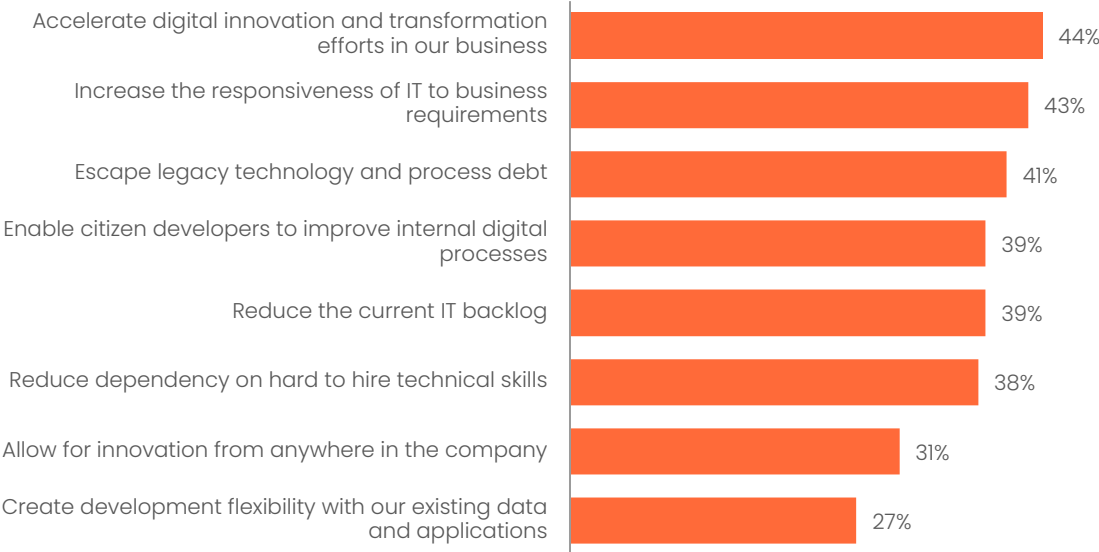 Accelerate digital innovation and transformation
efforts in our business
44%
Increase the responsiveness of IT to business
requirements
43%
Escape legacy technology and process debt
41%
Enable citizen developers to improve internal digital
processes
39%
Reduce the current IT backlog
39%
Reduce dependency on hard to hire technical skills
38%
Allow for innovation from anywhere in the company
31%
Create development flexibility with our existing data
and applications
27%